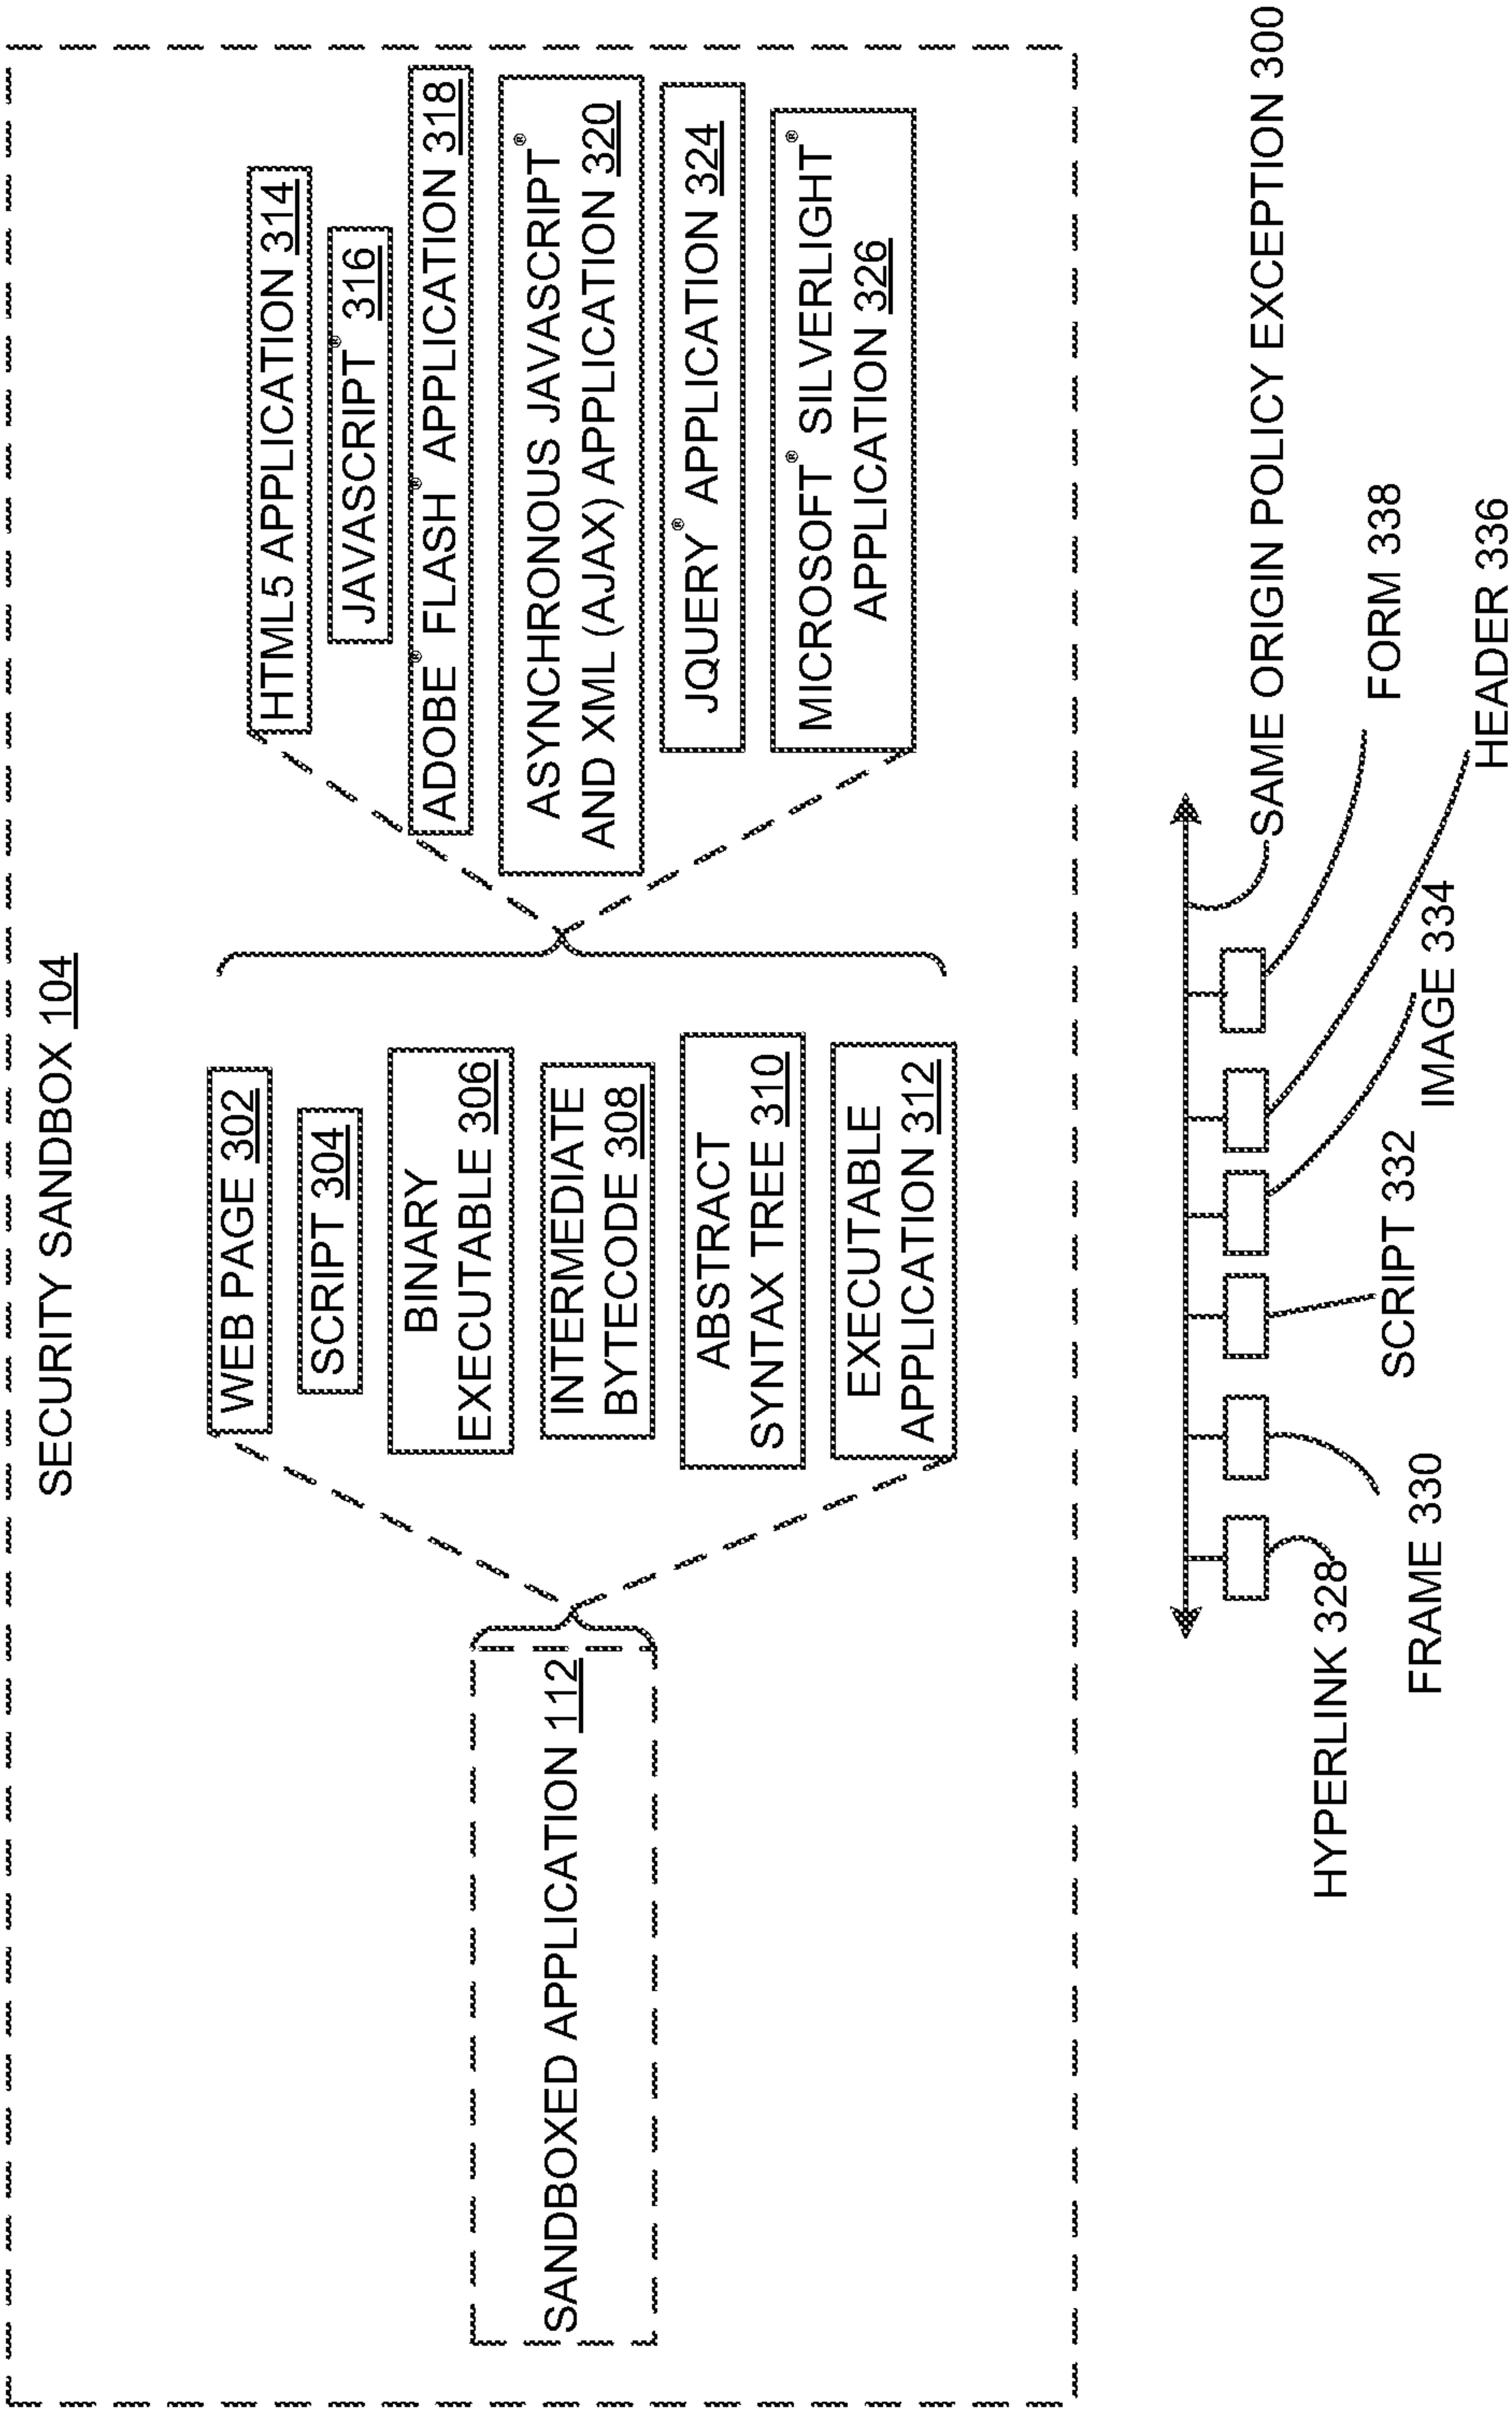 SECURITY SANDBOX 104
SANDBOXED APPLICATION 112
WEB PAGE 302
SCRIPT 304
BINARY
EXECUTABLE 306
INTERMEDIATE
BYTECODE 308
ABSTRACT
SYNTAX TREE 310
EXECUTABLE
APPLICATION 312
HTML5 APPLICATION 314
JAVASCRIPT® 316
ADOBE® FLASH® APPLICATION 318
ASYNCHRONOUS JAVASCRIPT®
AND XML (AJAX) APPLICATION 320
JQUERY® APPLICATION 324
MICROSOFT® SILVERLIGHT®
APPLICATION 326
SAME ORIGIN POLICY EXCEPTION 300
HYPERLINK 328
FRAME 330
SCRIPT 332
IMAGE 334
HEADER 336
FORM 338